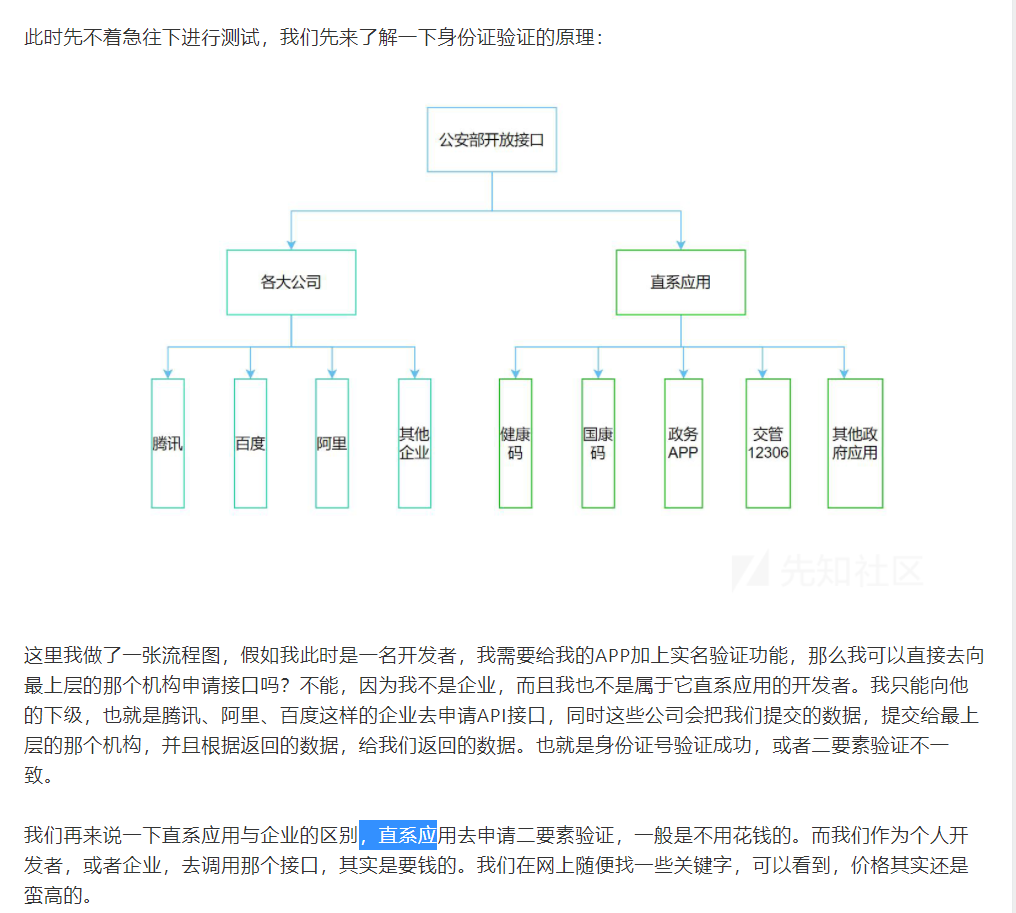 此时先不着急往下进行测试，我们先来了解一下身份证验证的原理：
公安部开放接口
各大公司
直系应用
腾讯
百度
阿里
其他
企业
健康
码
国康
码
政务
APP
交管
12306
其他政
府应用
先知社区
这里我做了一张流程图，假如我此时是一名开发者，我需要给我的APP加上实名验证功能，那么我可以直接去向
最上层的那个机构申请接口吗？不能，因为我不是企业，而且我也不是属于它直系应用的开发者。我只能向他
的下级，也就是腾讯、阿里、百度这样的企业去申请API接口，同时这些公司会把我们提交的数据，提交给最上
层的那个机构，并且根据返回的数据，给我们返回的数据。也就是身份证号验证成功，或者二要素验证不一
致。
我们再来说一下直系应用与企业的区别，直系应用去申请二要素验证，一般是不用花钱的。而我们作为个人开
发者，或者企业，去调用那个接口，其实是要钱的。我们在网上随便找一些关键字，可以看到，价格其实还是
蛮高的。